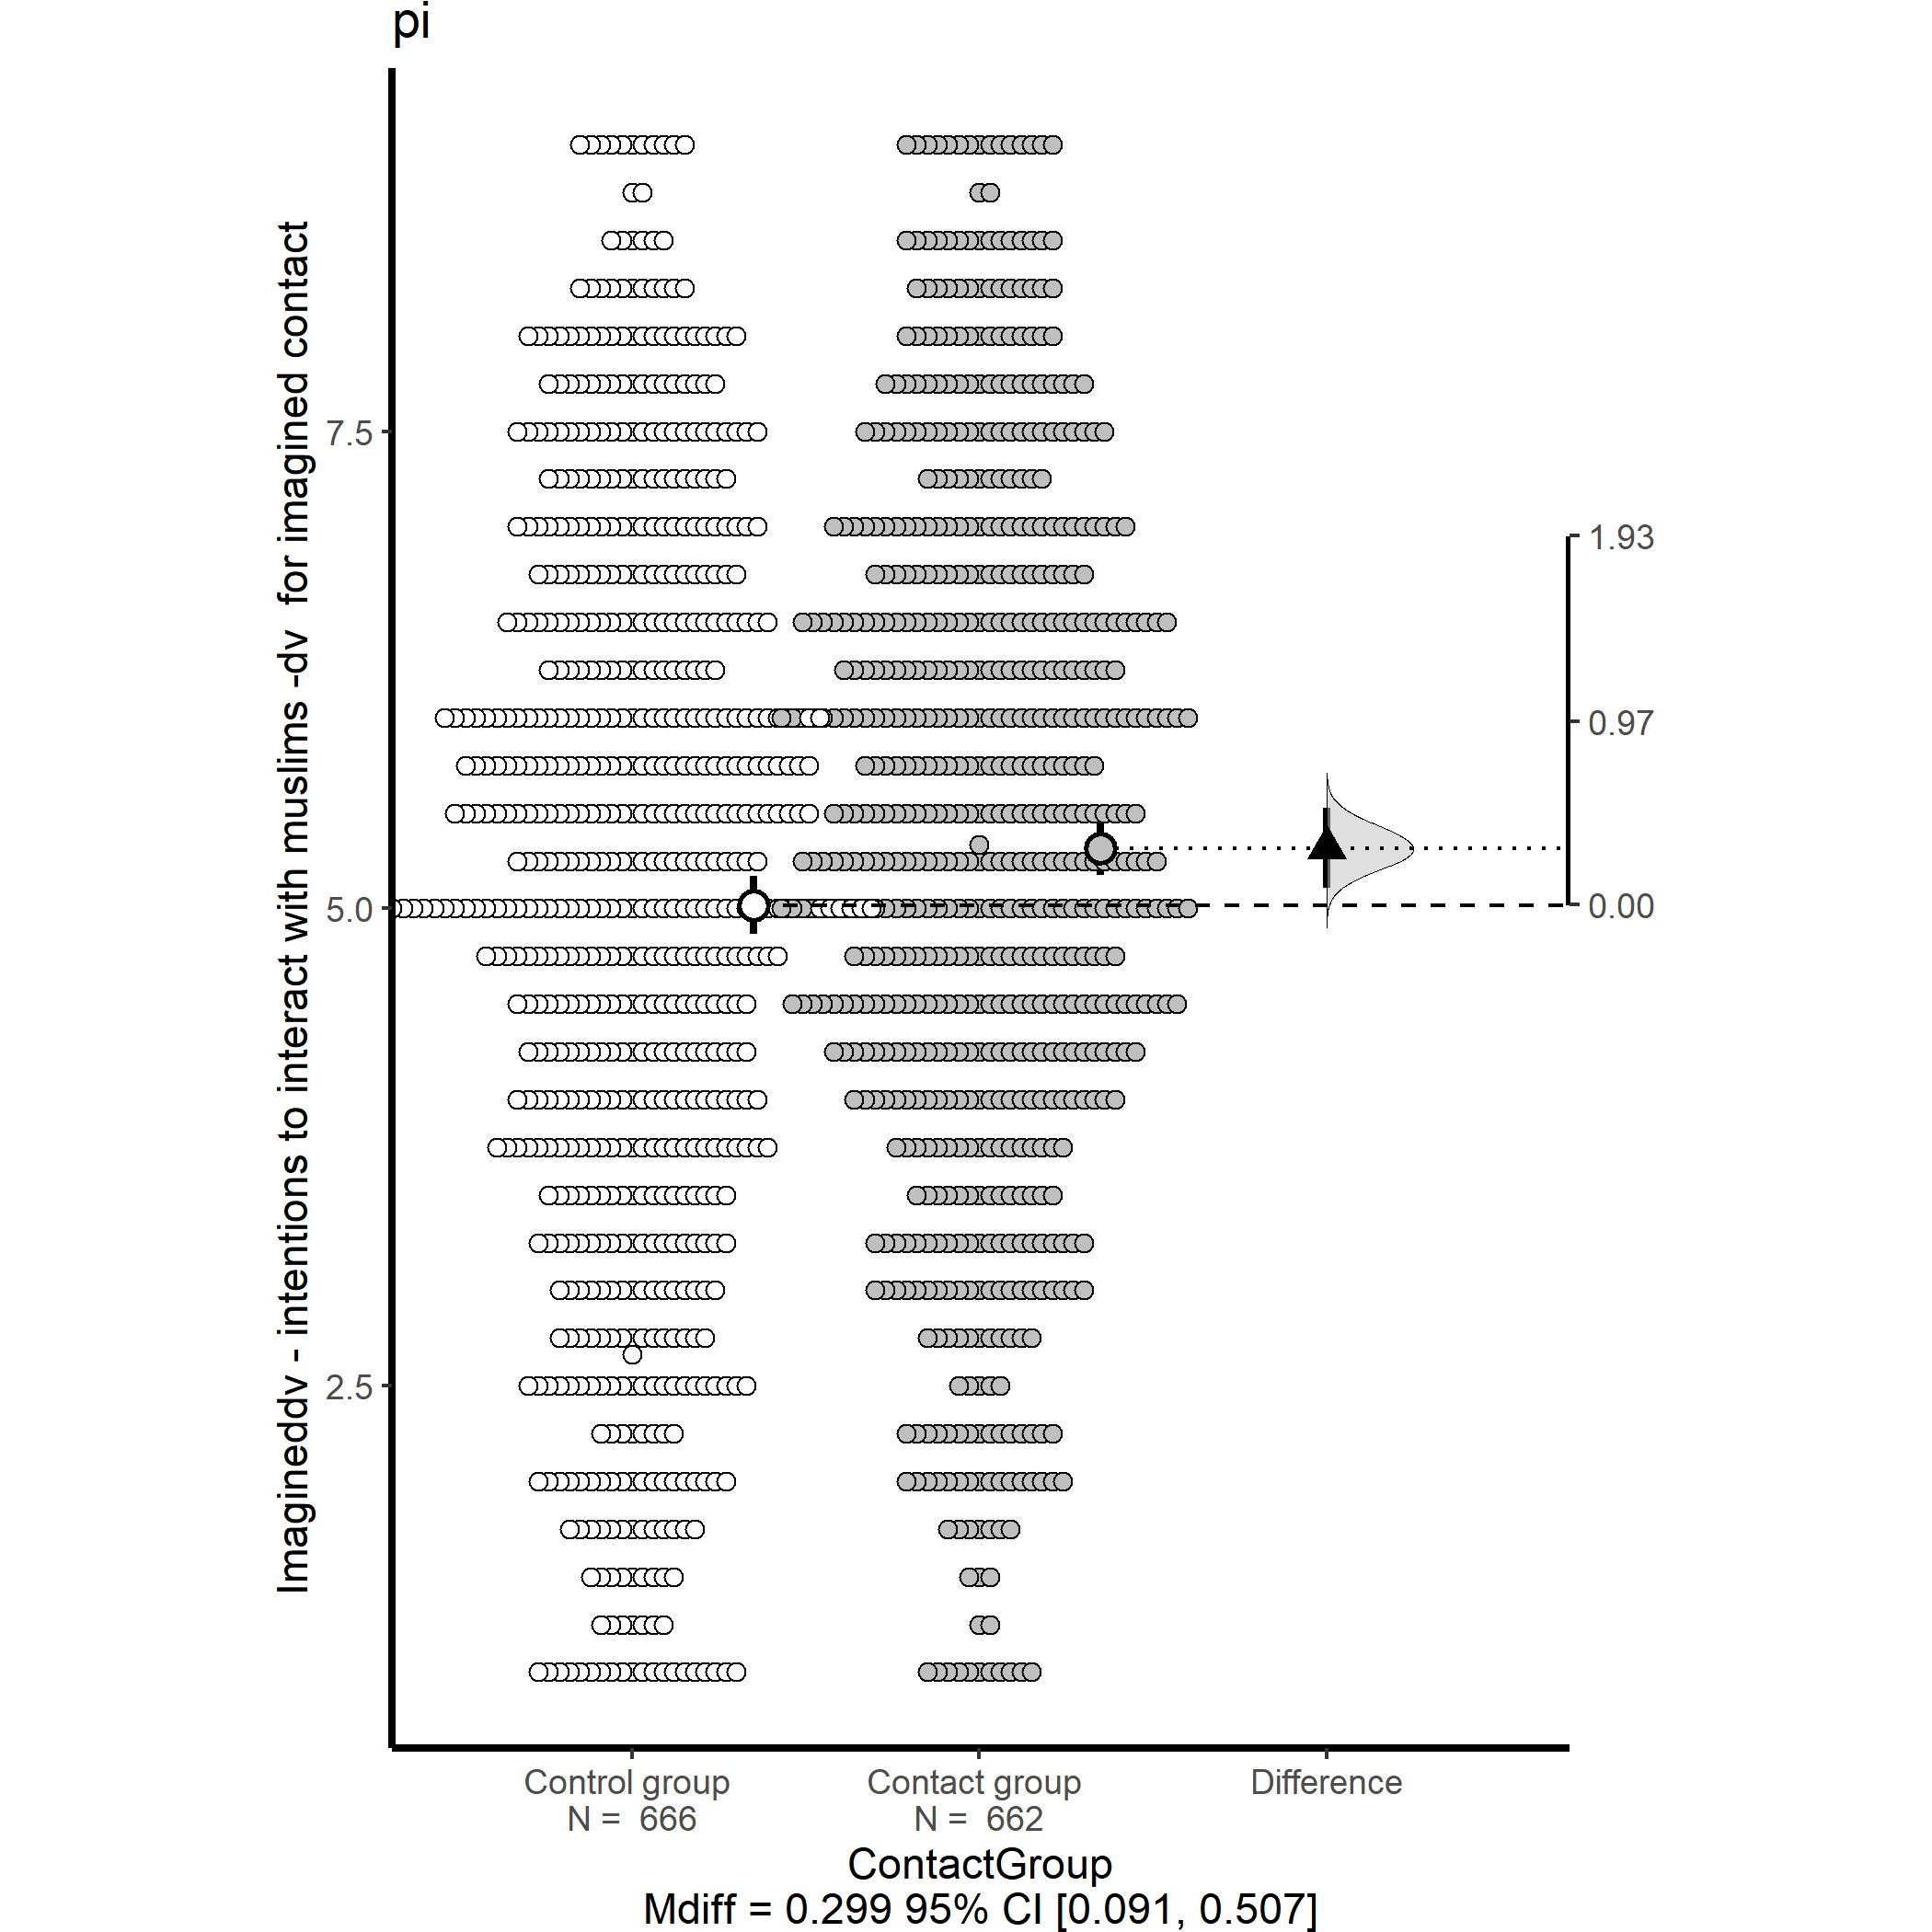 pi
Imagineddv - intentions to interact with muslims -dv  for imagined contact
7.5
5.0
2.5
1.93
0.97
0.00
Control group
N =  666
Contact group
N =  662
Difference
ContactGroup
Mdiff = 0.299 95% CI [0.091, 0.507]